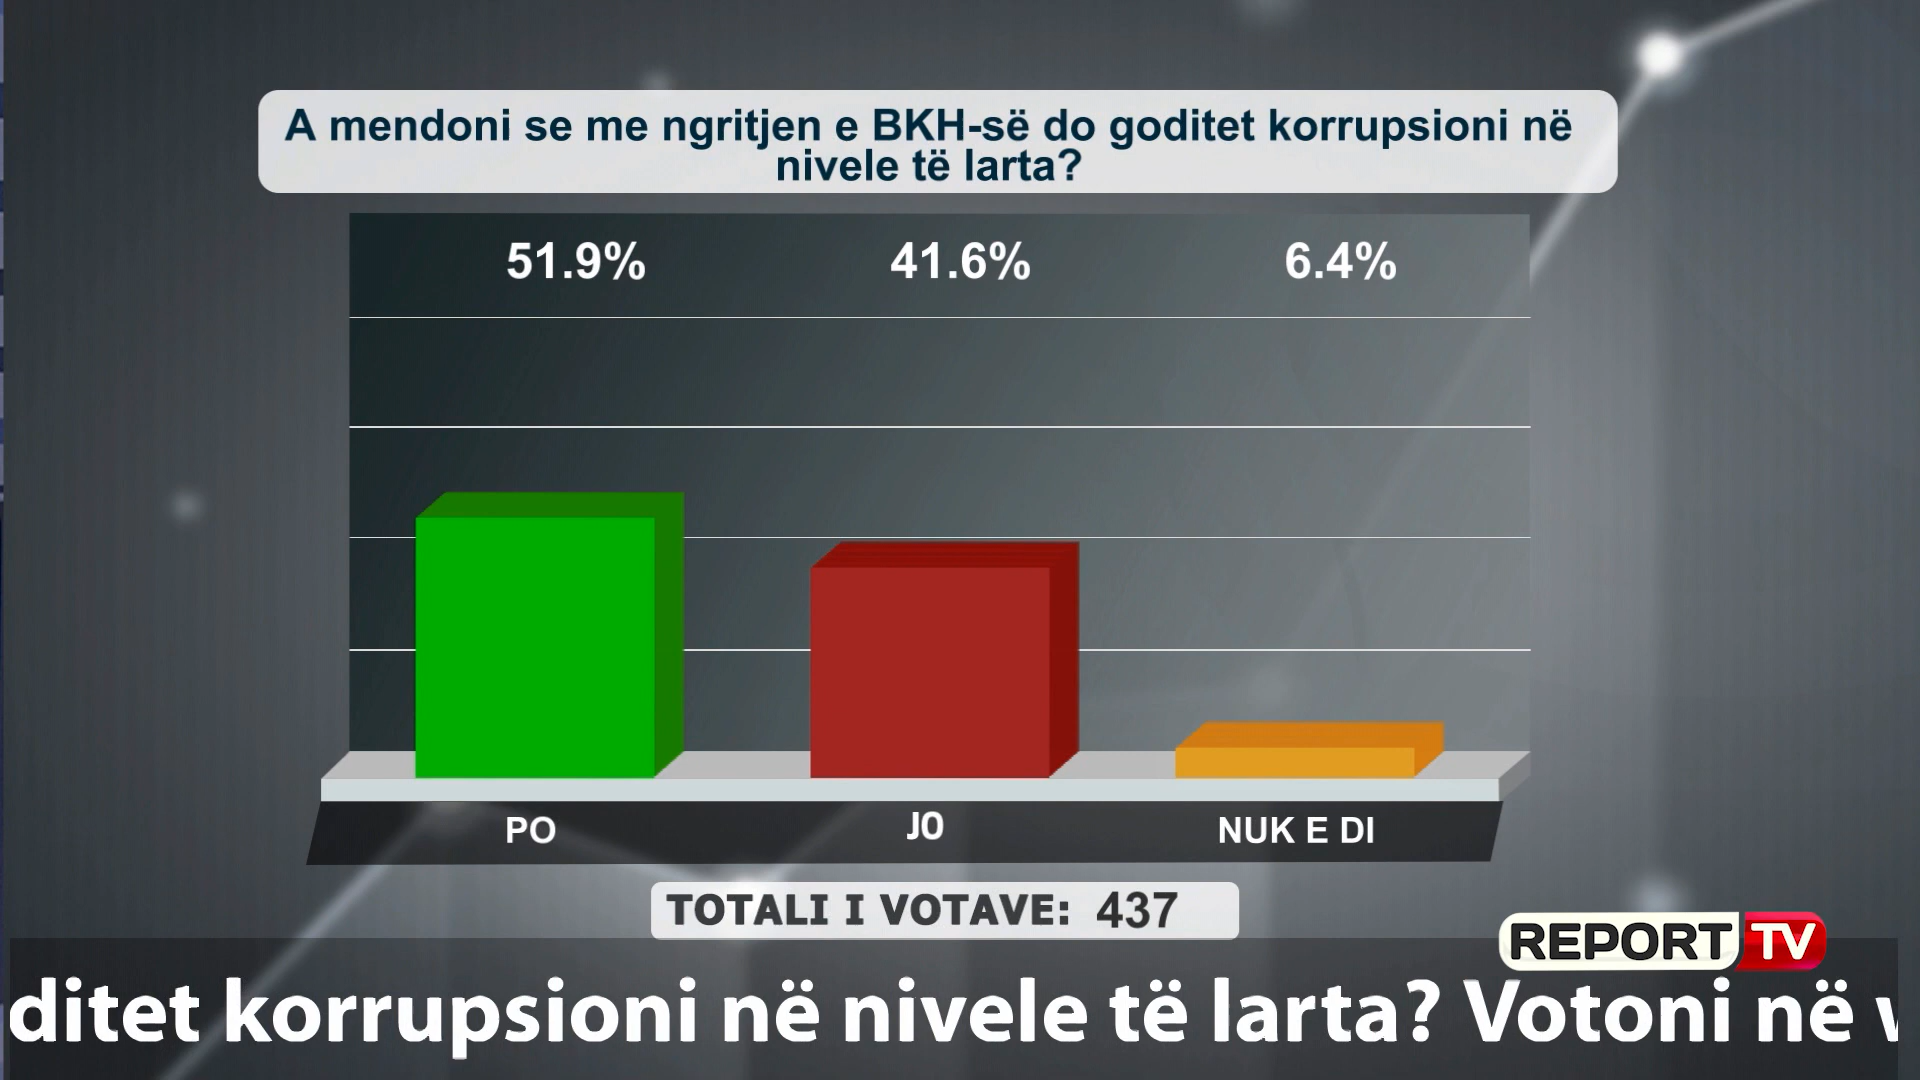 A mendoni se me ngritjen e BKH-së do goditet korrupsioni në
nivele të larta?
51.9% 41.6% 6.4%
PO JO NUK E DI
TOTALI I VOTAVE: 437
REPORT TV
ditet korrupsioni në nivele të larta? Votoni në